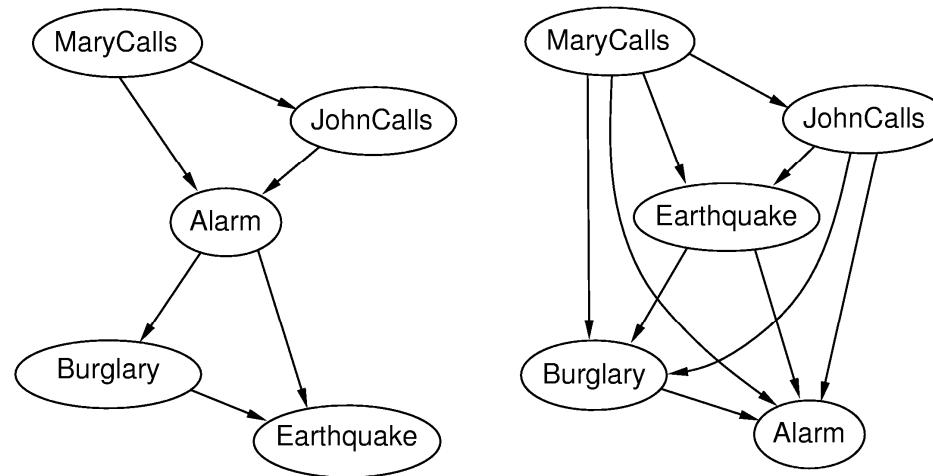 MaryCalls
JohnCalls
Alarm
Burglary
Earthquake
MaryCalls
JohnCalls
Earthquake
Burglary
Alarm